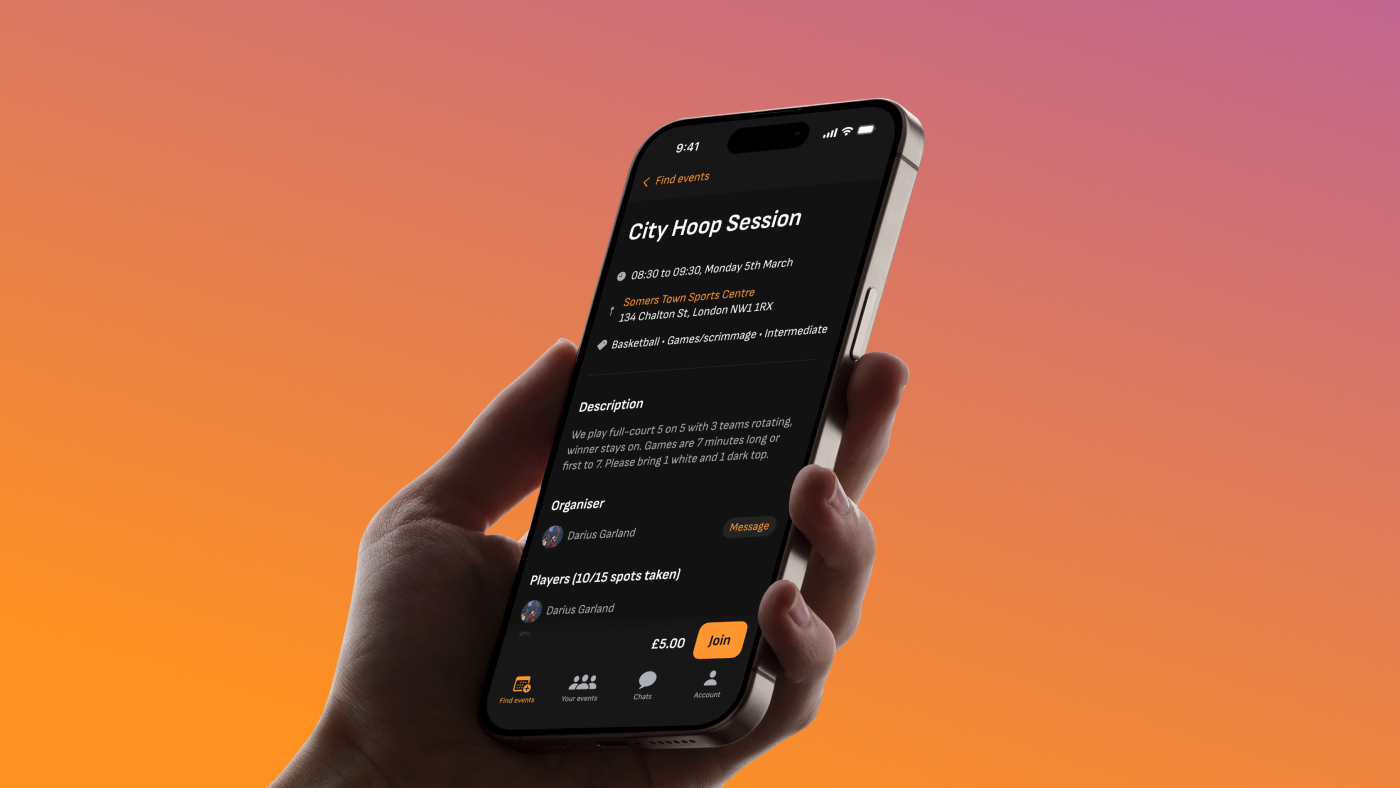 9:41
Find events
City Hoop Session
08:30 to 09:30, Monday 5th March
Somers Town Sports Centre
134 Chalton St, London NW1 1RX
Basketball • Games/scrimmage • Intermediate
Description
We play full-court 5 on 5 with 3 teams rotating,
winner stays on. Games are 7 minutes long or
first to 7. Please bring 1 white and 1 dark top.
Organiser
Darius Garland
Message
Players (10/15 spots taken)
Darius Garland
£5.00
Join
Find events
Your events
Chats
Account